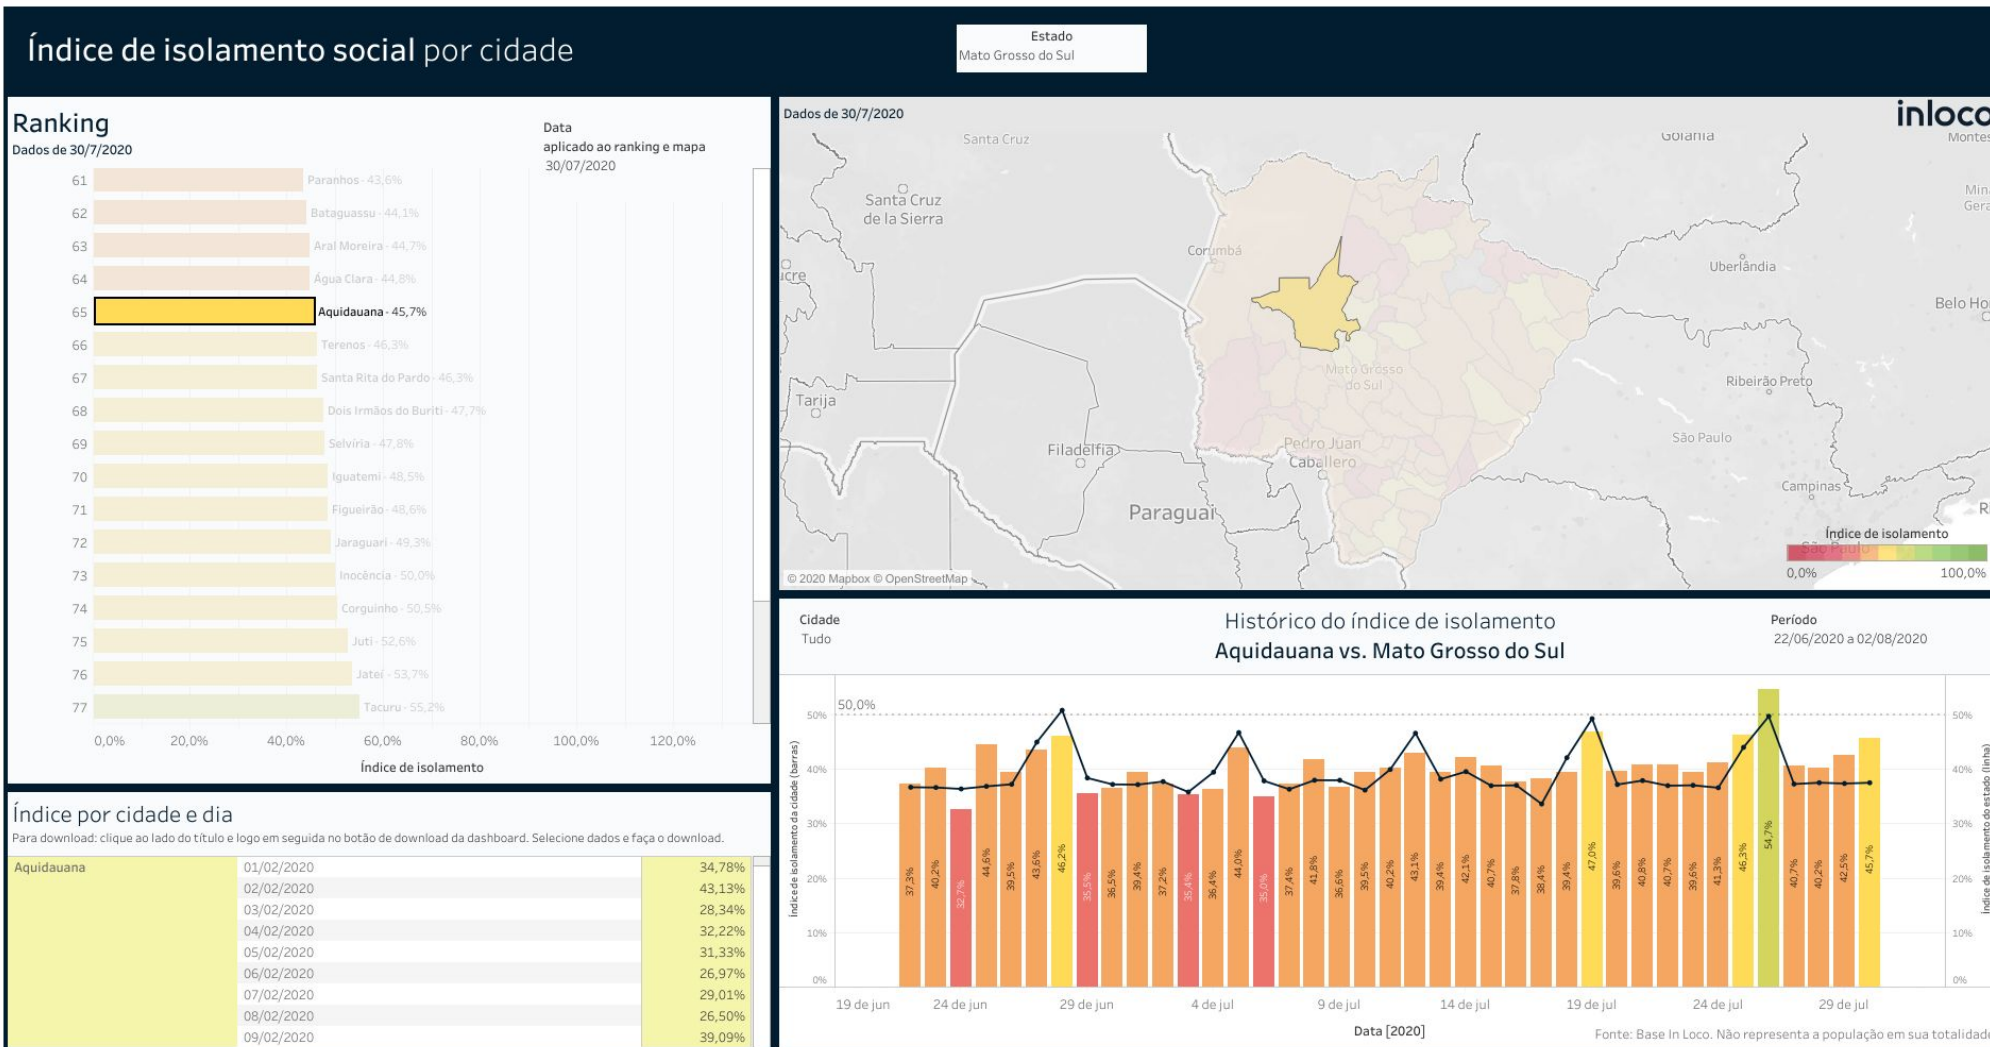 Índice de isolamento social por cidade
Estado
Mato Grosso do Sul
Ranking
Dados de 30/7/2020
Data
aplicado ao ranking e mapa
30/07/2020
61 Paranhos - 43,6%
62 Bataguassu - 44,1%
63 Aral Moreira - 44,7%
64 Água Clara - 44,8%
65 Aquidauana - 45,7%
66 Terenos - 46,3%
67 Santa Rita do Pardo - 46,3%
68 Dois Irmãos do Buriti - 47,7%
69 Selvíria - 47,8%
70 Iguatemi - 48,5%
71 Figueirão - 48,6%
72 Jaraguari - 49,3%
73 Inocência - 50,0%
74 Corguinho - 50,5%
75 Juti - 52,6%
76 Jateí - 53,7%
77 Tacuru - 55,2%
0,0% 20,0% 40,0% 60,0% 80,0% 100,0% 120,0%
Índice de isolamento
Índice por cidade e dia
Para download: clique ao lado do título e logo em seguida no botão de download da dashboard. Selecione dados e faça o download.
Aquidauana 01/02/2020 34,78%
02/02/2020 43,13%
03/02/2020 28,34%
04/02/2020 32,22%
05/02/2020 31,33%
06/02/2020 26,97%
07/02/2020 29,01%
08/02/2020 26,50%
09/02/2020 39,09%
Dados de 30/7/2020
inloco
Santa Cruz
Goiânia
Montes
Santa Cruz
de la Sierra
Min
Gera
Corumbá
ucre
Uberlândia
Belo Ho
Mato Grosso
do Sul
Ribeirão Preto
Tarija
São Paulo
Pedro Juan
Caballero
Filadélfia
Campinas
Paraguai
R
Índice de isolamento
São Paulo
0,0% 100,0%
© 2020 Mapbox © OpenStreetMap
Cidade
Tudo
Histórico do índice de isolamento
Aquidauana vs. Mato Grosso do Sul
Período
22/06/2020 a 02/08/2020
Índice de isolamento da cidade (barras)
50%
40%
30%
20%
10%
0%
50,0%
37,3%
40,2%
32,7%
44,6%
39,5%
43,6%
46,2%
35,5%
36,5%
39,4%
37,2%
35,4%
36,4%
44,0%
35,0%
37,4%
41,8%
36,6%
39,5%
40,2%
43,1%
39,4%
42,1%
40,7%
37,8%
38,4%
39,4%
47,0%
39,6%
40,8%
40,7%
39,6%
41,3%
46,3%
54,7%
40,7%
40,2%
42,5%
45,7%
50%
40%
30%
20%
10%
0%
Índice de isolamento do estado (linha)
19 de jun 24 de jun 29 de jun 4 de jul 9 de jul 14 de jul 19 de jul 24 de jul 29 de jul
Data [2020]
Fonte: Base In Loco. Não representa a população em sua totalidade